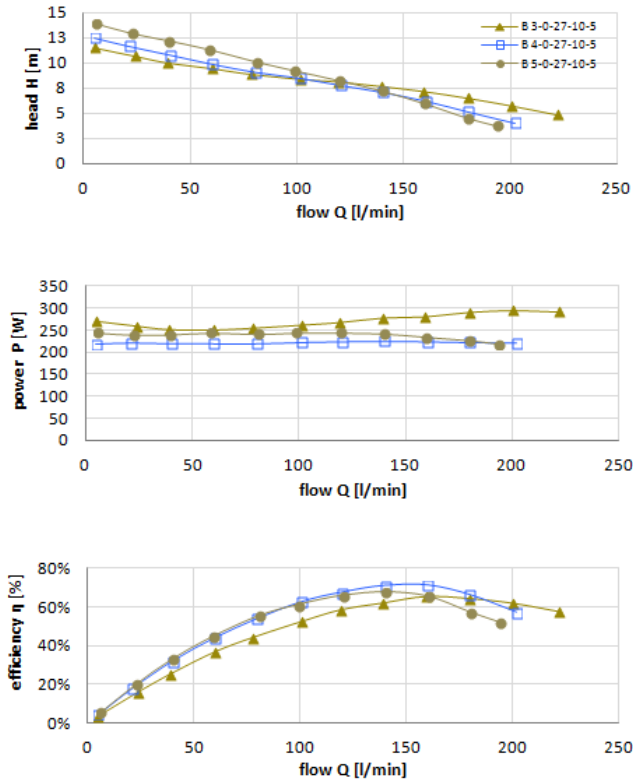 head H [m]
15
13
10
8
5
3
0
B 3-0-27-10-5
B 4-0-27-10-5
B 5-0-27-10-5
0 50 100 150 200 250
flow Q [l/min]
power P [W]
350
300
250
200
150
100
50
0
0 50 100 150 200 250
flow Q [l/min]
efficiency η [%]
80%
60%
40%
20%
0%
0 50 100 150 200 250
flow Q [l/min]